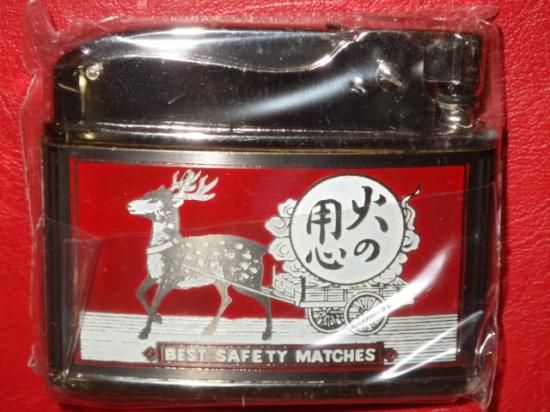 火の
用心
BEST SAFETY MATCHES